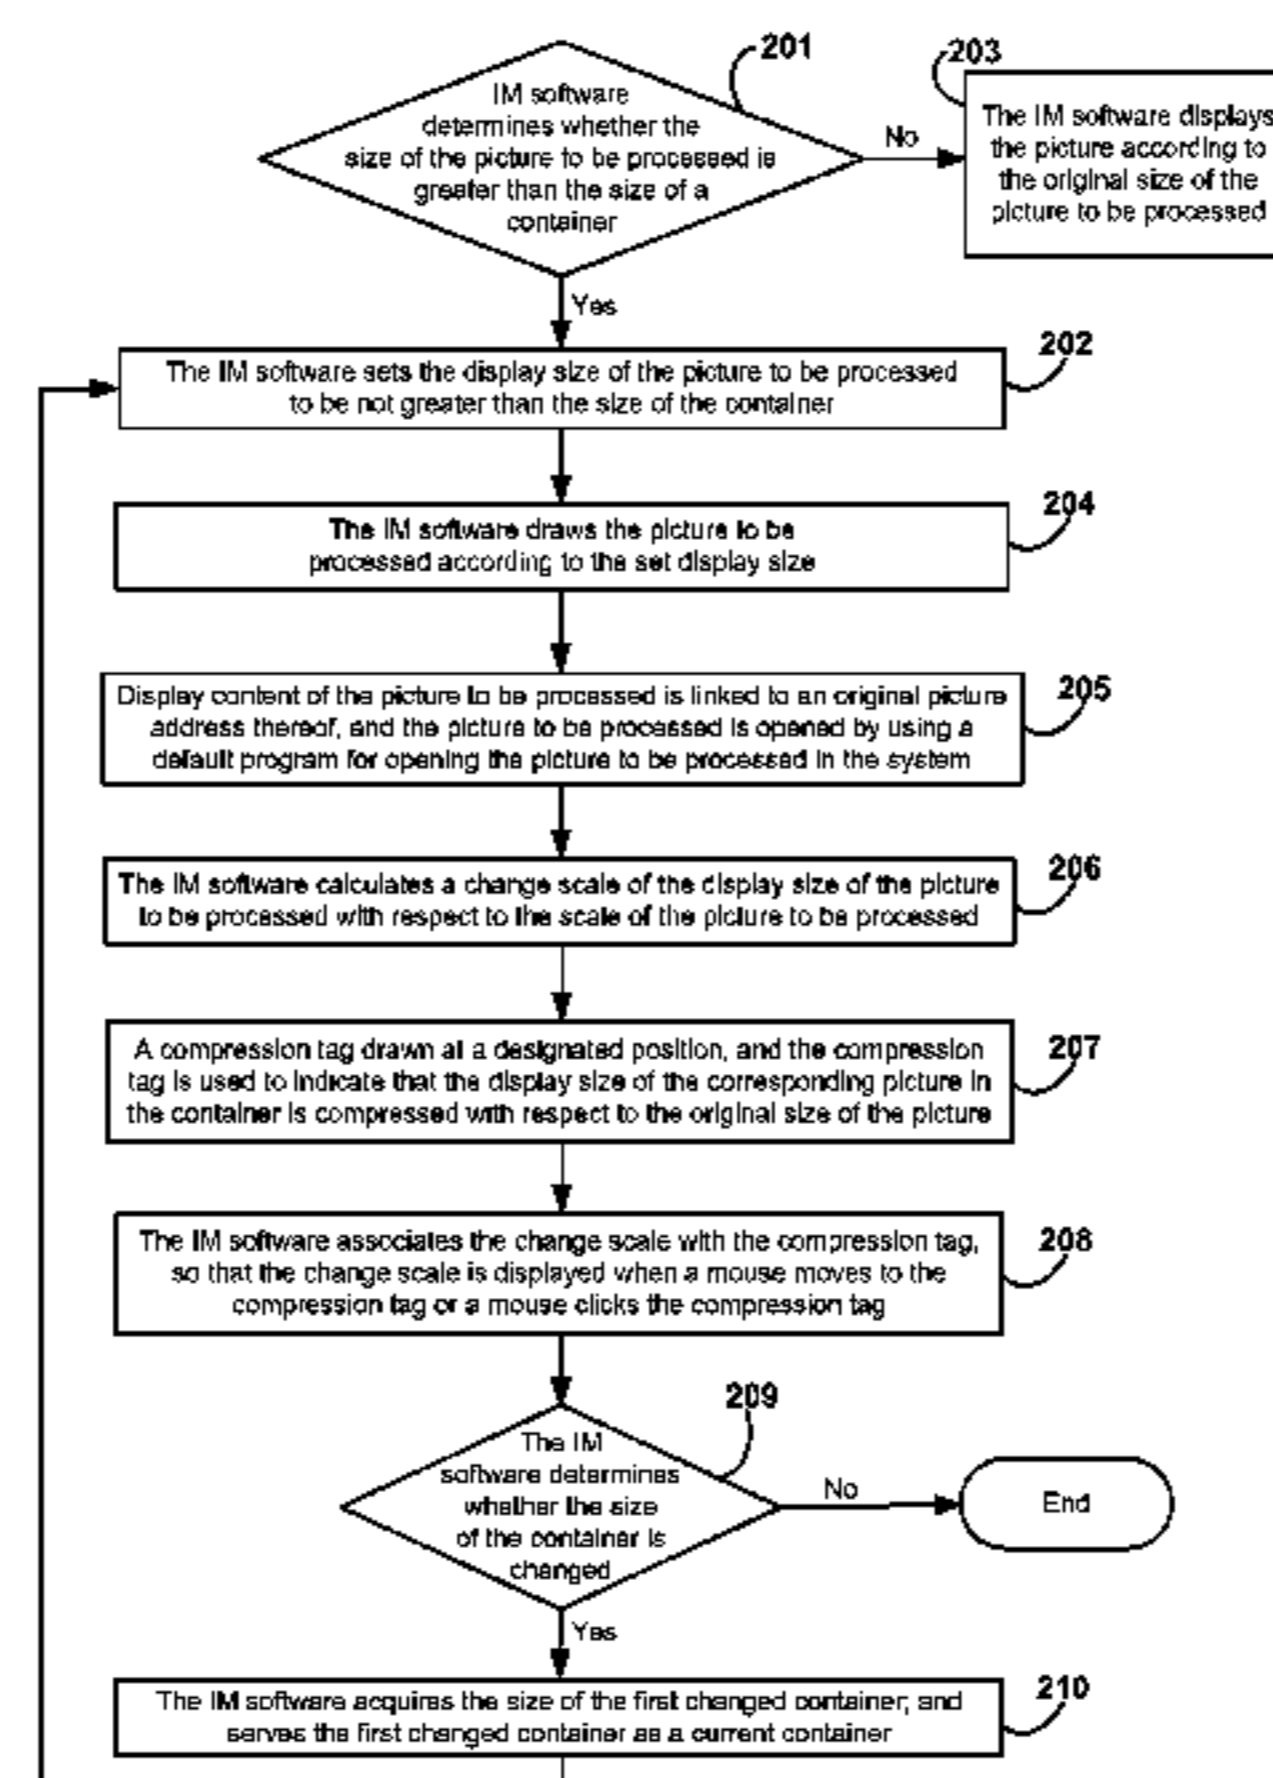 201
IM software
determines whether the
size of the picture to be processed is
greater than the size of a
container
No
203
The IM software displays
the picture according to
the original size of the
picture to be processed
Yes
202
The IM software sets the display size of the picture to be processed
to be not greater than the size of the container
204
The IM software draws the picture to be
processed according to the set display size
205
Display content of the picture to be processed is linked to an original picture
address thereof, and the picture to be processed is opened by using a
default program for opening the picture to be processed in the system
206
The IM software calculates a change scale of the display size of the picture
to be processed with respect to the scale of the picture to be processed
207
A compression tag drawn at a designated position, and the compression
tag is used to indicate that the display size of the corresponding picture in
the container is compressed with respect to the original size of the picture
208
The IM software associates the change scale with the compression tag,
so that the change scale is displayed when a mouse moves to the
compression tag or a mouse clicks the compression tag
209
The IM
software determines
whether the size
of the container is
changed
No
End
Yes
210
The IM software acquires the size of the first changed container, and
serves the first changed container as a current container